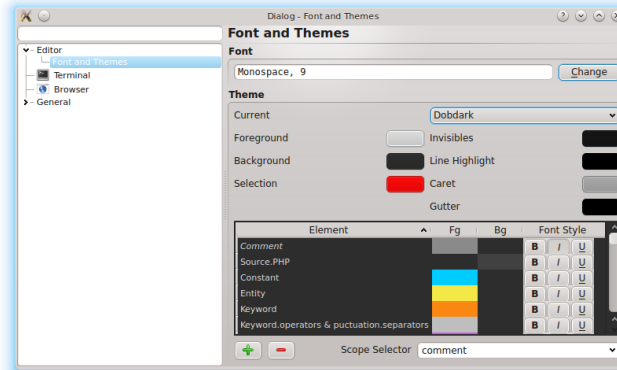 Dialog - Font and Themes
Font and Themes
Editor
Font and Themes
Terminal
Browser
General
Font
Monospace, 9
Change
Theme
Current
Dobdark
Foreground
Invisibles
Background
Line Highlight
Selection
Caret
Gutter
Element Fg Bg Font Style
Comment B I U
Source.PHP B I U
Constant B I U
Entity B I U
Keyword B I U
Keyword.operators & puctuation.separators B I U
Scope Selector comment